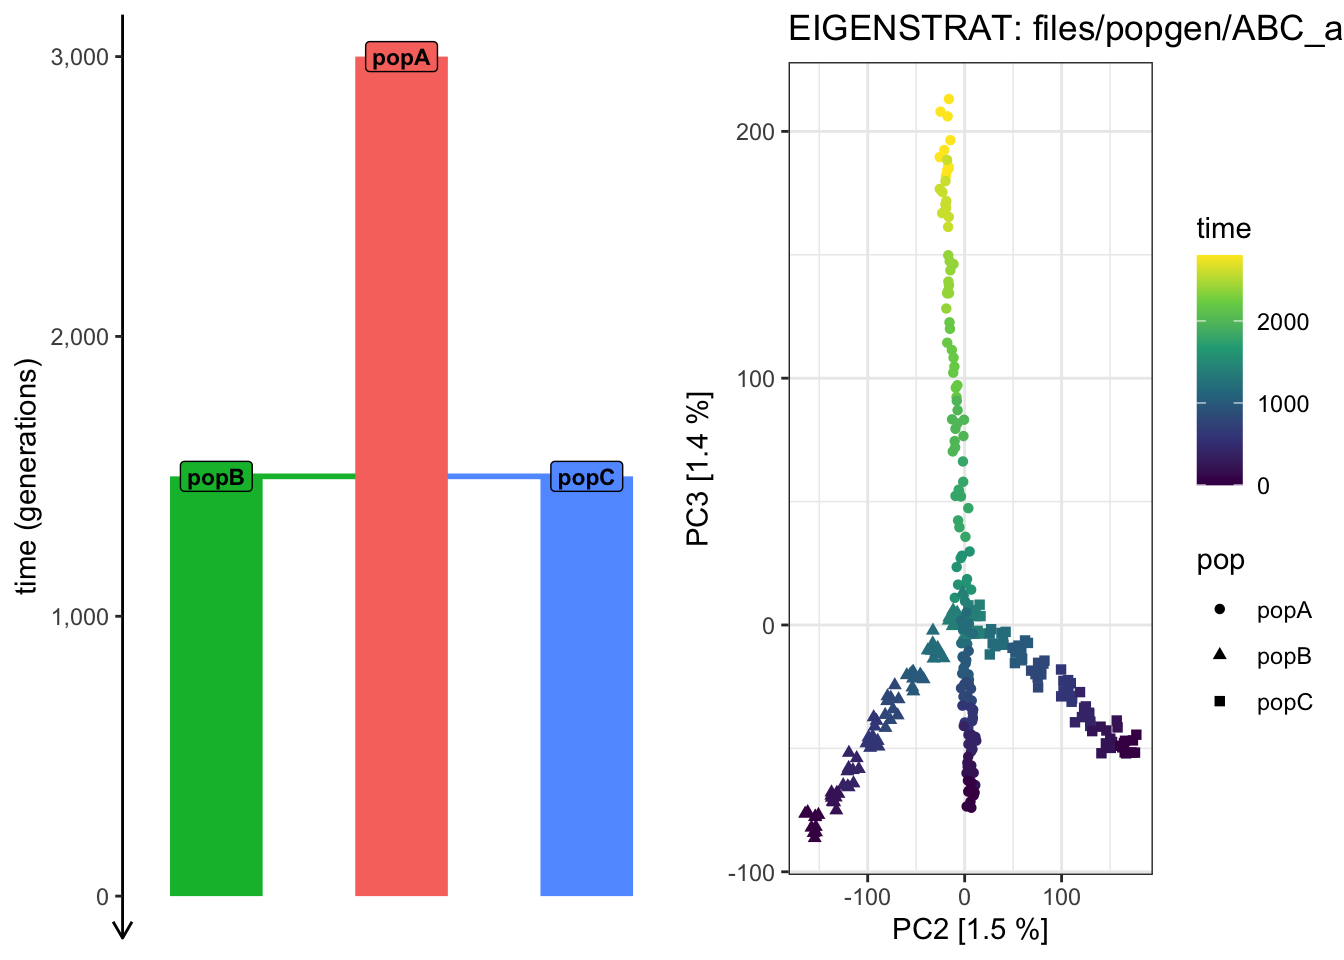 time (generations)
3,000
2,000
1,000
0
popA
popB
popC
EIGENSTRAT: files/popgen/ABC_a
PC3 [1.4 %]
200
100
0
-100
-100
0
100
PC2 [1.5 %]
time
2000
1000
0
pop
popA
popB
popC